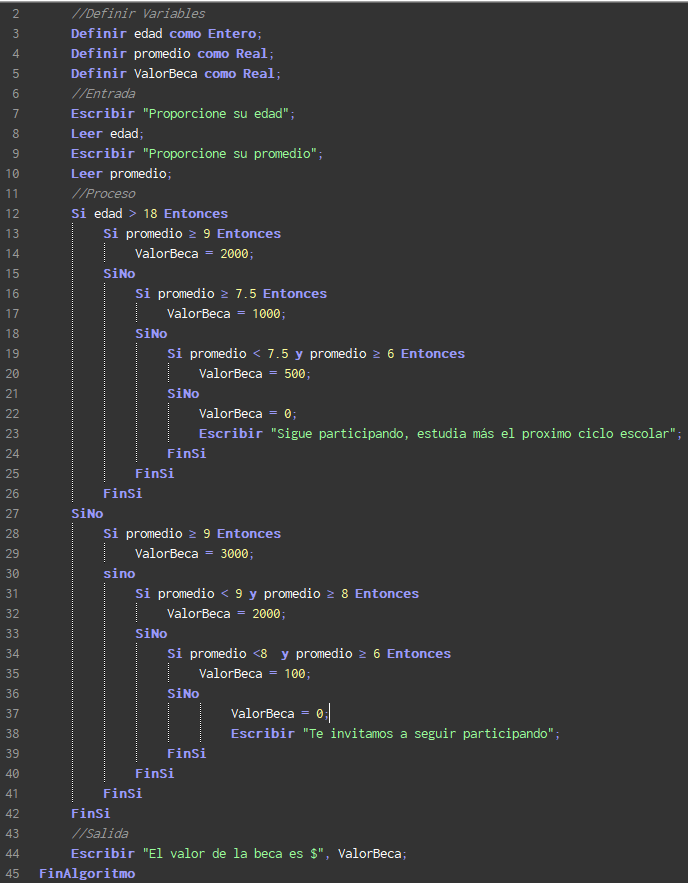 2 //Definir Variables
3 Definir edad como Entero;
4 Definir promedio como Real;
5 Definir ValorBeca como Real;
6 //Entrada
7 Escribir "Proporcione su edad";
8 Leer edad;
9 Escribir "Proporcione su promedio";
10 Leer promedio;
11 //Proceso
12 Si edad > 18 Entonces
13 Si promedio ≥ 9 Entonces
14 ValorBeca = 2000;
15 SiNo
16 Si promedio ≥ 7.5 Entonces
17 ValorBeca = 1000;
18 SiNo
19 Si promedio < 7.5 y promedio ≥ 6 Entonces
20 ValorBeca = 500;
21 SiNo
22 ValorBeca = 0;
23 Escribir "Sigue participando, estudia más el proximo ciclo escolar";
24 FinSi
25 FinSi
26 FinSi
27 SiNo
28 Si promedio ≥ 9 Entonces
29 ValorBeca = 3000;
30 sino
31 Si promedio < 9 y promedio ≥ 8 Entonces
32 ValorBeca = 2000;
33 SiNo
34 Si promedio <8  y promedio ≥ 6 Entonces
35 ValorBeca = 100;
36 SiNo
37 ValorBeca = 0;
38 Escribir "Te invitamos a seguir participando";
39 FinSi
40 FinSi
41 FinSi
42 FinSi
43 //Salida
44 Escribir "El valor de la beca es $", ValorBeca;
45 FinAlgoritmo